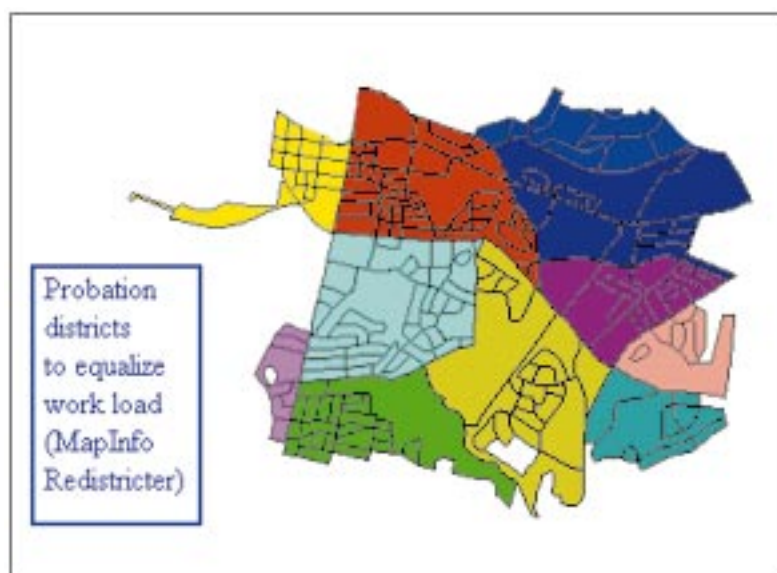 Probation
districts
to equalize
work load
(MapInfo
Redistricter)